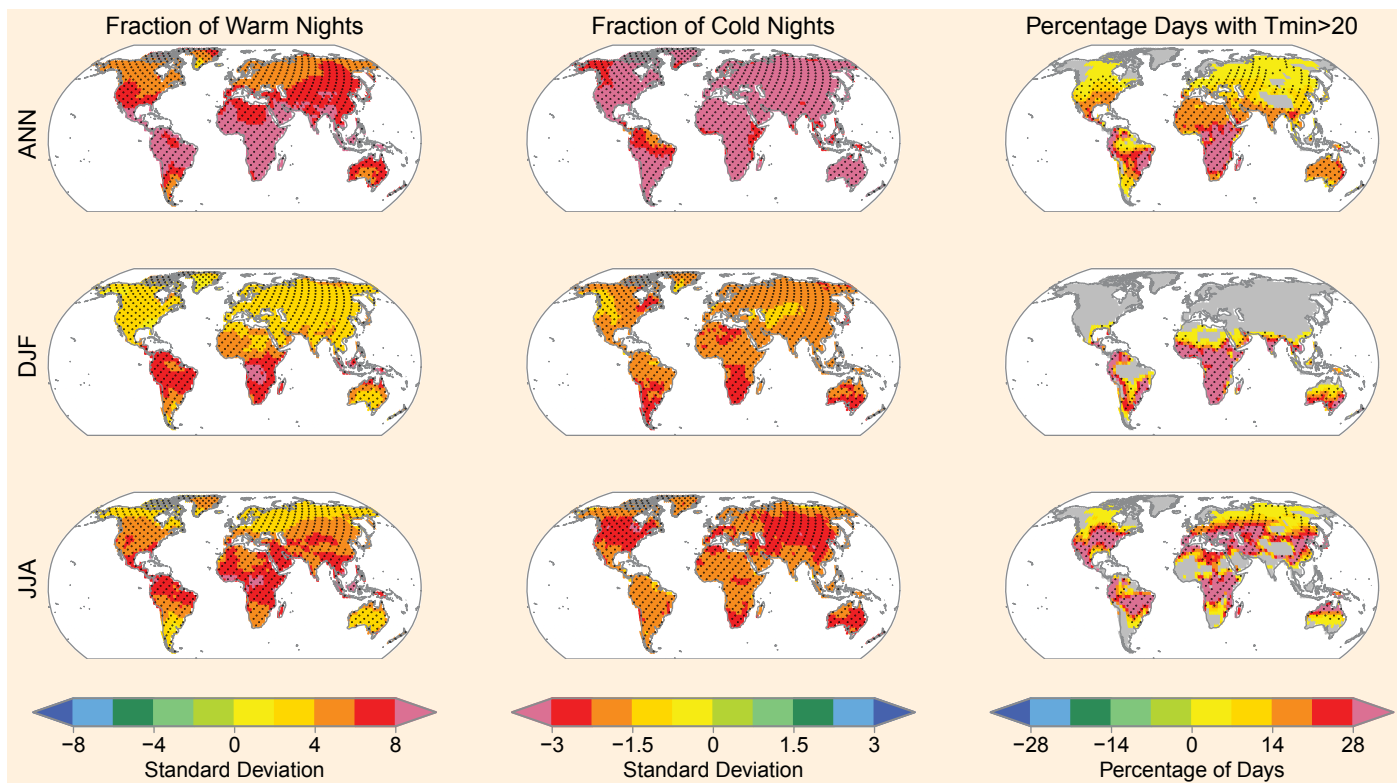 Fraction of Warm Nights
Fraction of Cold Nights
Percentage Days with Tmin>20
ANN
DJF
JJA
−8 −4 0 4 8
Standard Deviation
−3 −1.5 0 1.5 3
Standard Deviation
−28 −14 0 14 28
Percentage of Days